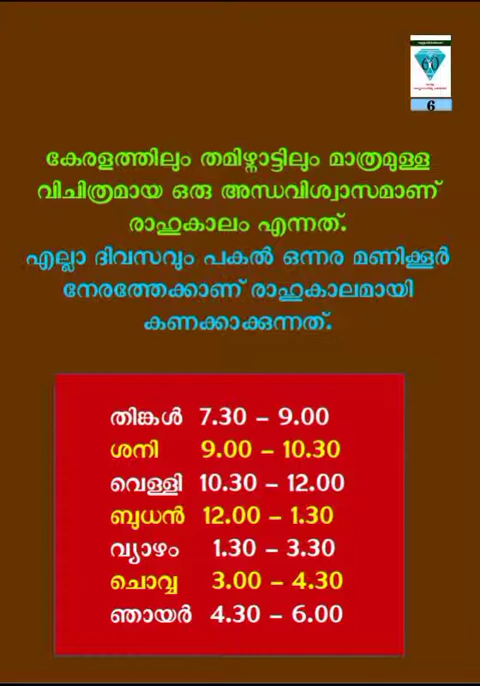 60
6
കേരളത്തിലും തമിഴ്നാട്ടിലും മാത്രമുള്ള
വിചിത്രമായ ഒരു അന്ധവിശ്വാസമാണ്
രാഹുകാലം എന്നത്.
എല്ലാ ദിവസവും പകൽ ഒന്നര മണിക്കൂർ
നേരത്തേക്കാണ് രാഹുകാലമായി
കണക്കാക്കുന്നത്.
തിങ്കൾ 7.30 – 9.00
ശനി 9.00 – 10.30
വെള്ളി 10.30 – 12.00
ബുധൻ 12.00 – 1.30
വ്യാഴം 1.30 – 3.30
ചൊവ്വ 3.00 – 4.30
ഞായർ 4.30 – 6.00